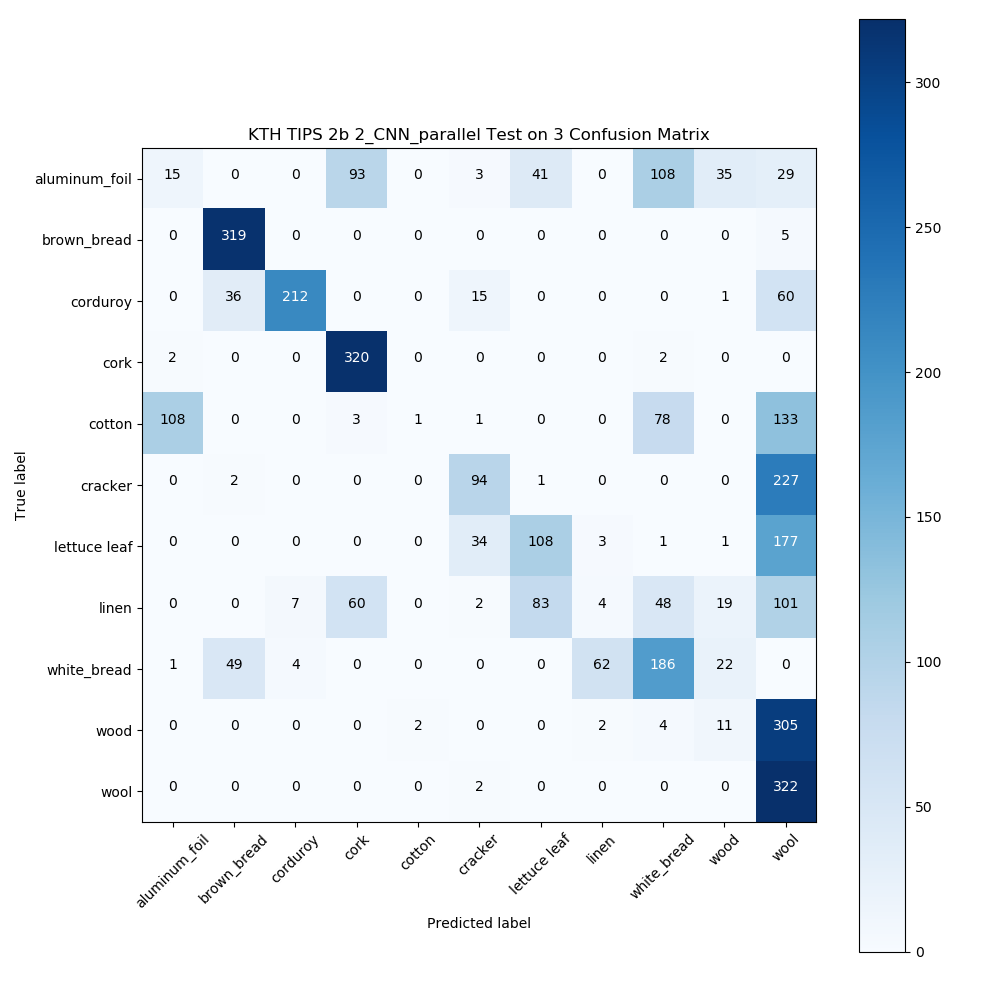 KTH TIPS 2b 2_CNN_parallel Test on 3 Confusion Matrix
aluminum_foil 15 0 0 93 0 3 41 0 108 35 29
brown_bread 0 319 0 0 0 0 0 0 0 0 5
corduroy 0 36 212 0 0 15 0 0 0 1 60
cork 2 0 0 320 0 0 0 0 2 0 0
cotton 108 0 0 3 1 1 0 0 78 0 133
cracker 0 2 0 0 0 94 1 0 0 0 227
lettuce leaf 0 0 0 0 0 34 108 3 1 1 177
linen 0 0 7 60 0 2 83 4 48 19 101
white_bread 1 49 4 0 0 0 0 62 186 22 0
wood 0 0 0 0 2 0 0 2 4 11 305
wool 0 0 0 0 0 2 0 0 0 0 322
True label
aluminum_foil brown_bread corduroy cork cotton cracker lettuce leaf linen white_bread wood wool
Predicted label
300
250
200
150
100
50
0